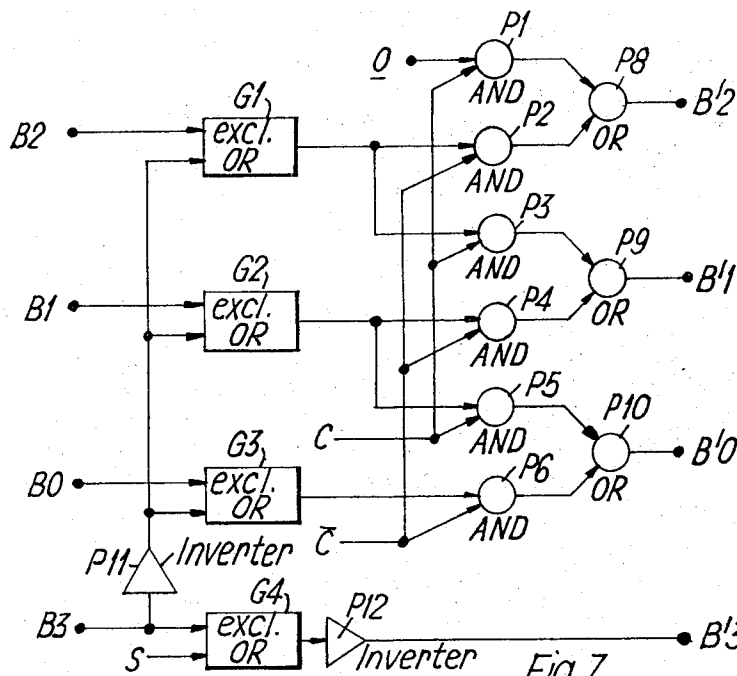 0 P1
AND
P8
B'2
OR
B2
G1
excl.
OR
P2
AND
P3
AND
P9
B'1
OR
B1
G2
excl.
OR
P4
AND
P5
AND
P10
B'0
OR
C
B0
G3
excl.
OR
P6
AND
C̄
P11 Inverter
B3
G4
excl.
OR
P12
Inverter
B'3
S
Fig. 7